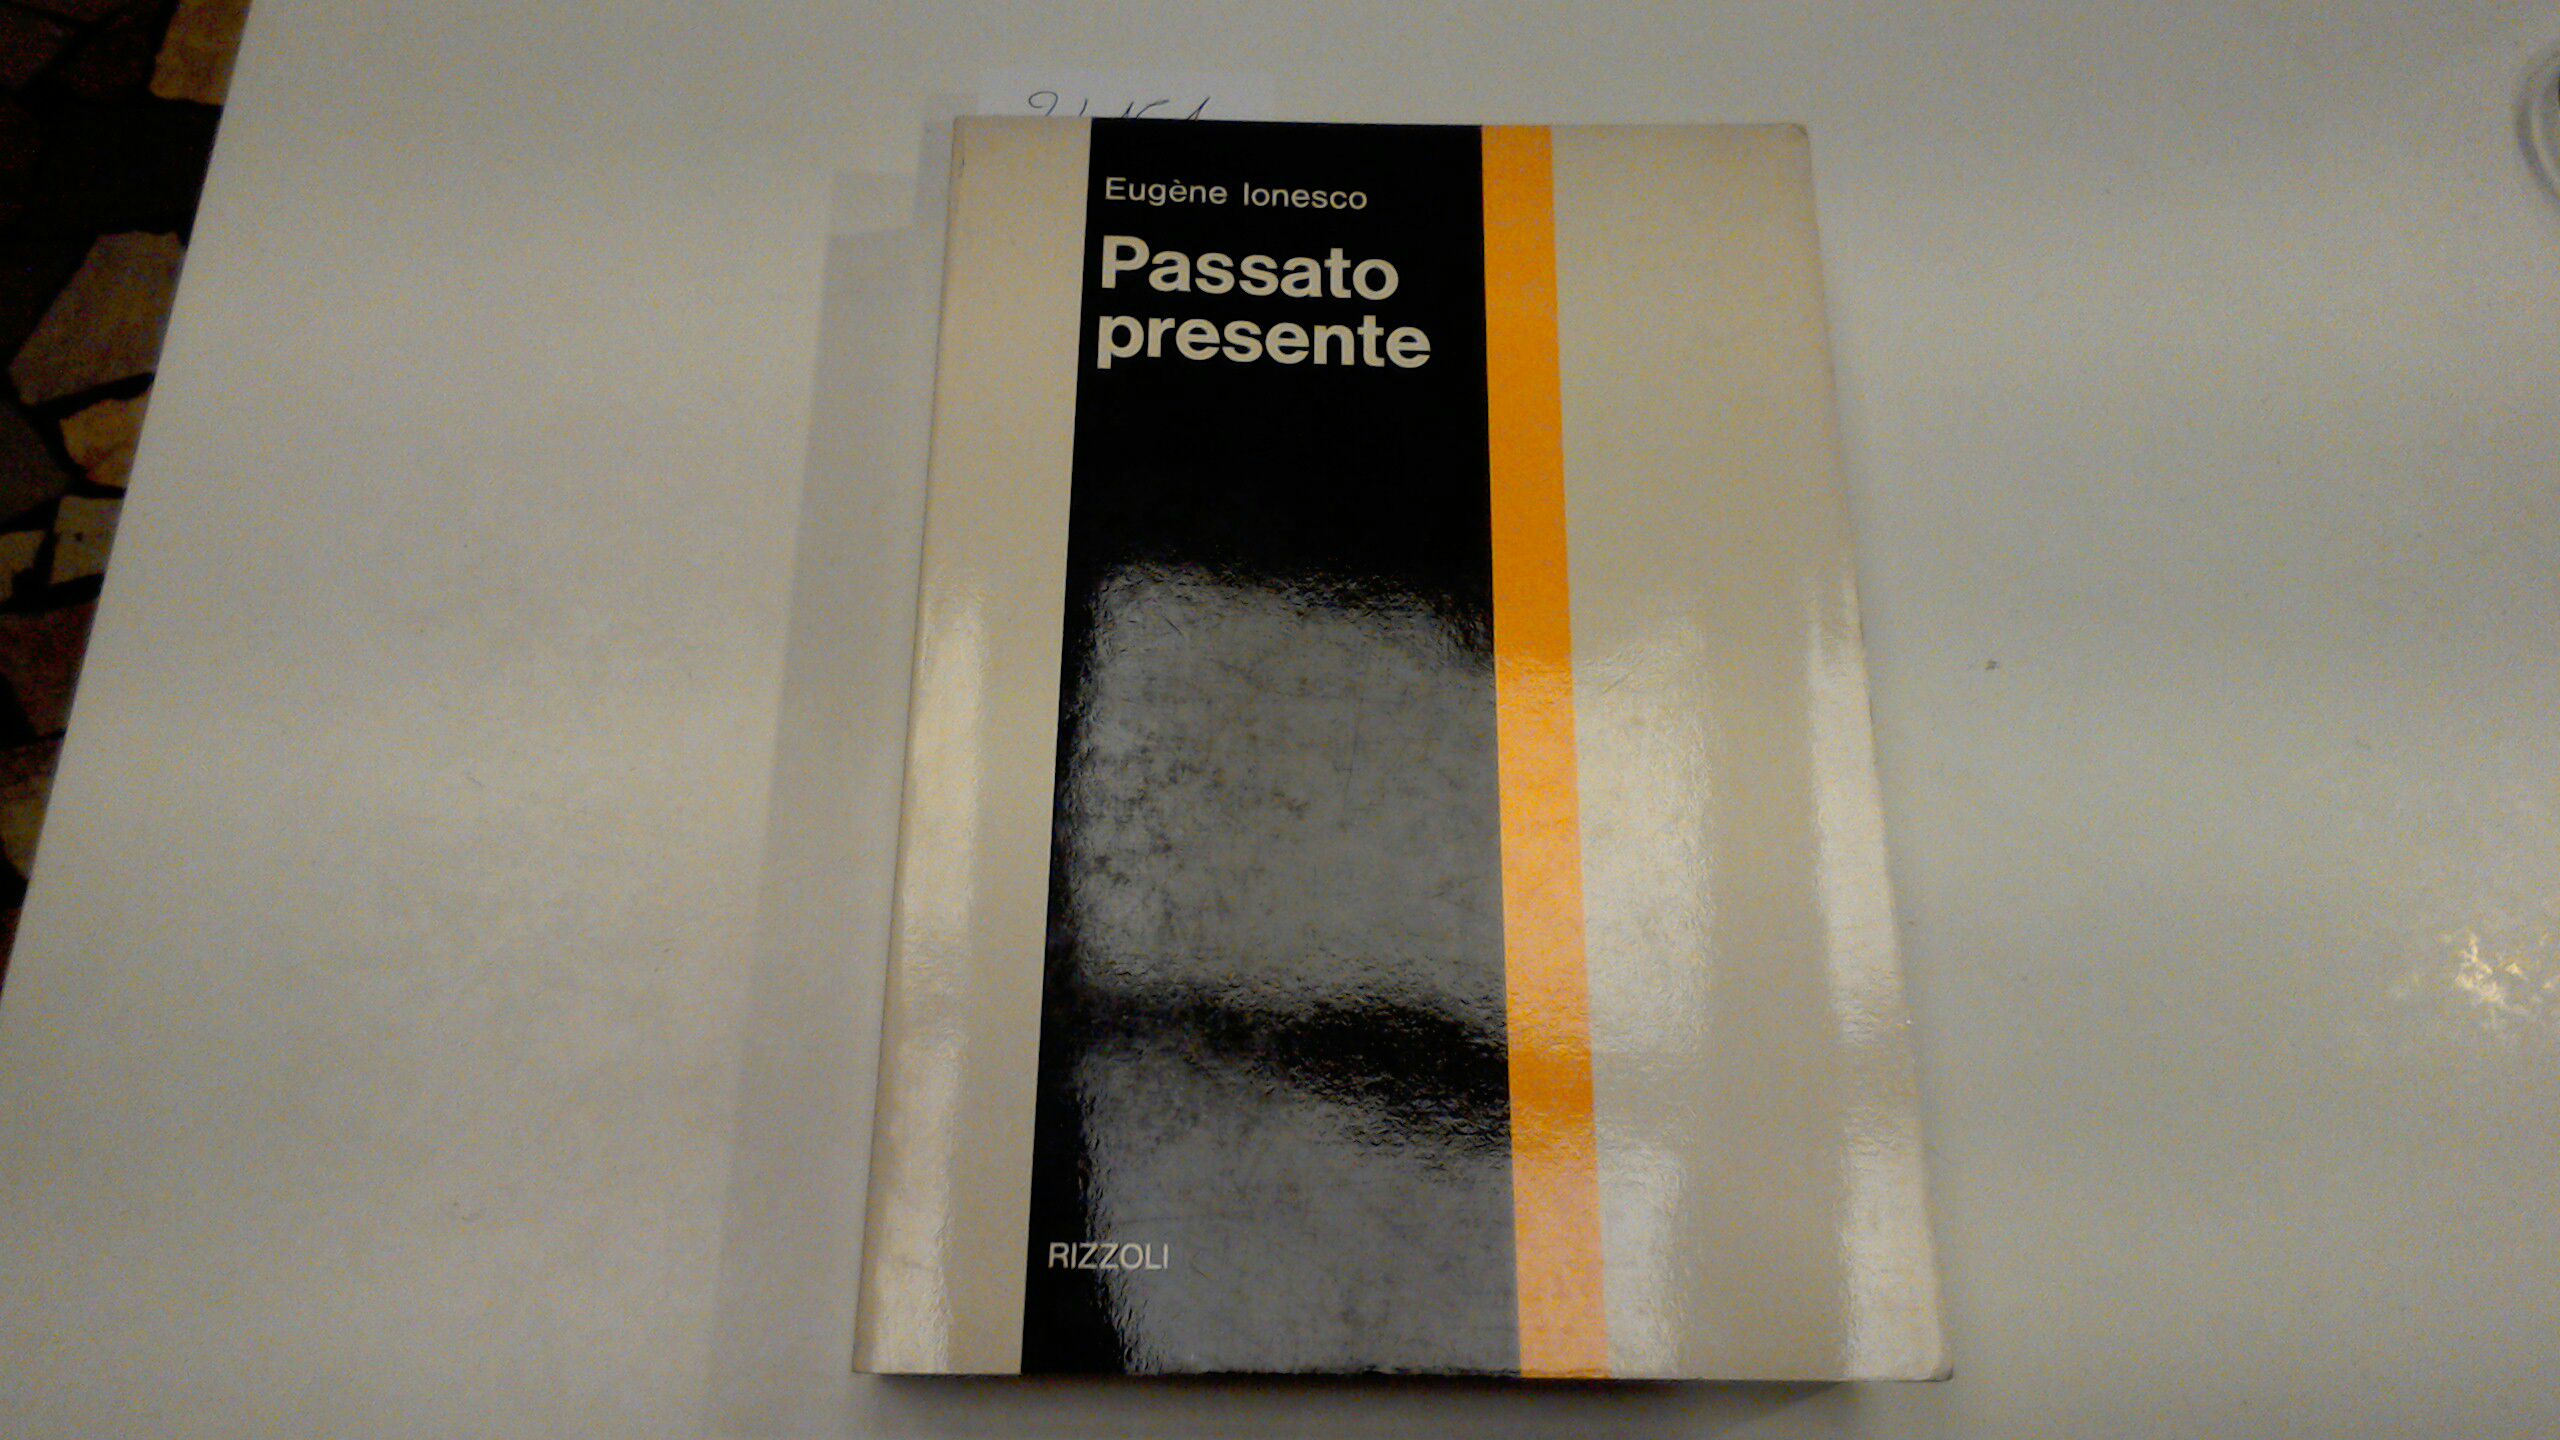 Eugène Ionesco
Passato
presente
RIZZOLI